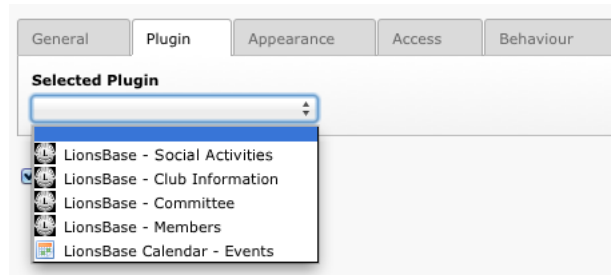 General Plugin Appearance Access Behaviour
Selected Plugin
LionsBase - Social Activities
LionsBase - Club Information
LionsBase - Committee
LionsBase - Members
LionsBase Calendar - Events